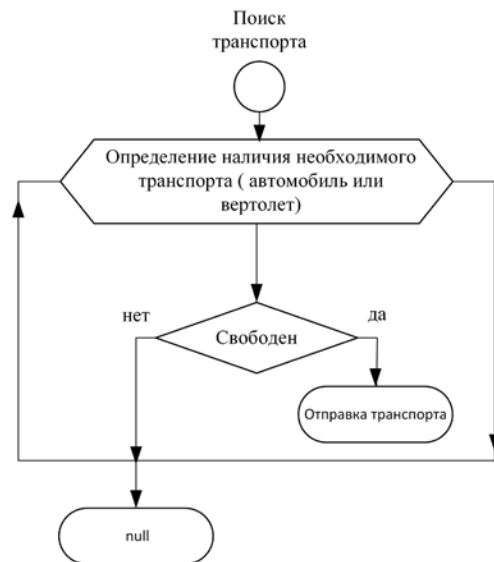 Поиск
транспорта
Определение наличия необходимого
транспорта ( автомобиль или
вертолет)
нет
да
Свободен
Отправка транспорта
null